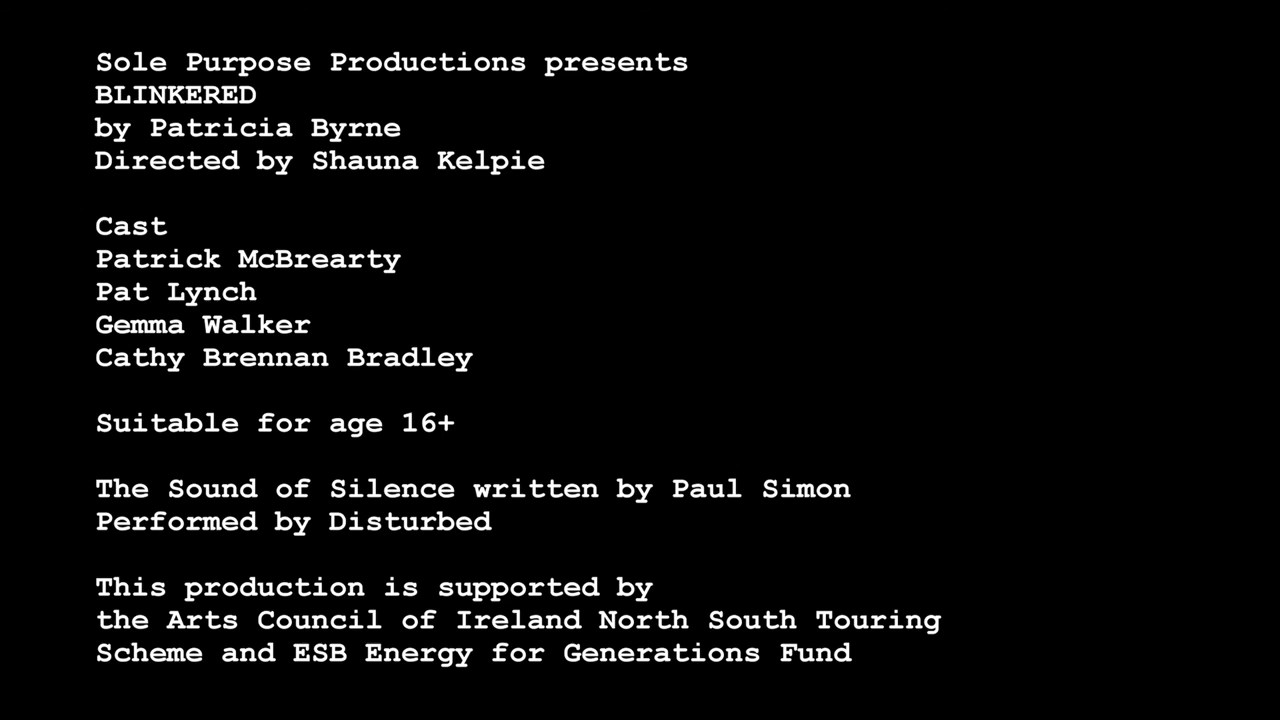 Sole Purpose Productions presents
BLINKERED
by Patricia Byrne
Directed by Shauna Kelpie
Cast
Patrick McBrearty
Pat Lynch
Gemma Walker
Cathy Brennan Bradley
Suitable for age 16+
The Sound of Silence written by Paul Simon
Performed by Disturbed
This production is supported by
the Arts Council of Ireland North South Touring
Scheme and ESB Energy for Generations Fund